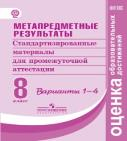 ФГОС
МЕТАПРЕДМЕТНЫЕ
РЕЗУЛЬТАТЫ
Стандартизированные
материалы
для промежуточной
аттестации
8 класс
Варианты 1–4
оценка
образовательных
достижений